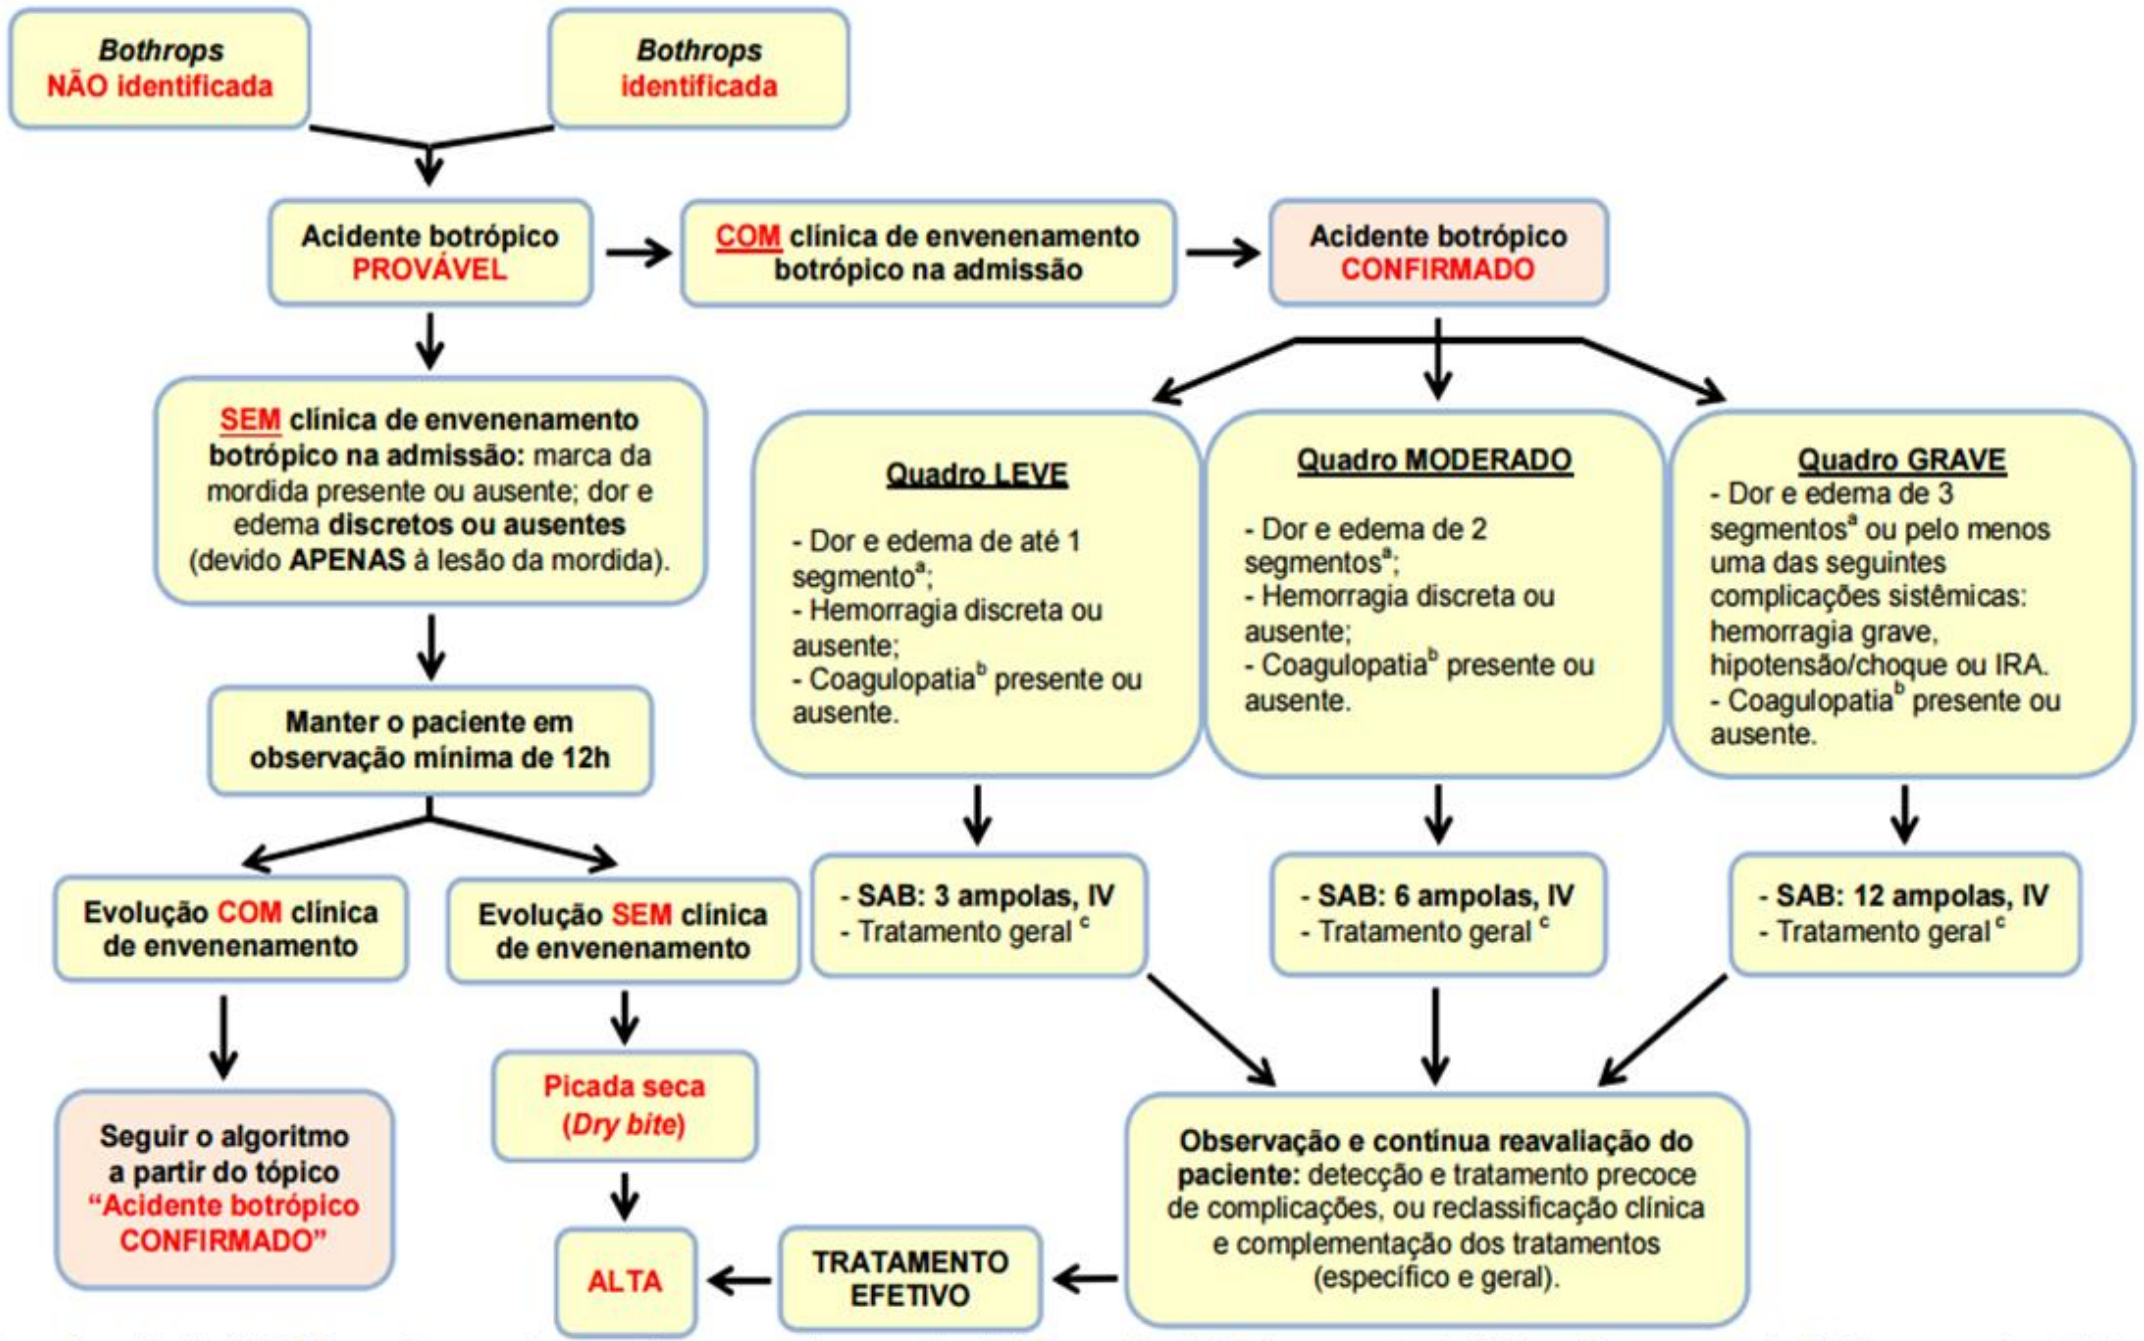 Bothrops
NÃO identificada
Bothrops
identificada
Acidente botrópico
PROVÁVEL
COM clínica de envenenamento
botrópico na admissão
Acidente botrópico
CONFIRMADO
SEM clínica de envenenamento
botrópico na admissão: marca da
mordida presente ou ausente; dor e
edema discretos ou ausentes
(devido APENAS à lesão da mordida).
Quadro LEVE
- Dor e edema de até 1
segmentoª;
- Hemorragia discreta ou
ausente;
- Coagulopatiaᵇ presente ou
ausente.
Quadro MODERADO
- Dor e edema de 2
segmentosª;
- Hemorragia discreta ou
ausente;
- Coagulopatiaᵇ presente ou
ausente.
Quadro GRAVE
- Dor e edema de 3
segmentosª ou pelo menos
uma das seguintes
complicações sistêmicas:
hemorragia grave,
hipotensão/choque ou IRA.
- Coagulopatiaᵇ presente ou
ausente.
Manter o paciente em
observação mínima de 12h
Evolução COM clínica
de envenenamento
Evolução SEM clínica
de envenenamento
- SAB: 3 ampolas, IV
- Tratamento geral ᶜ
- SAB: 6 ampolas, IV
- Tratamento geral ᶜ
- SAB: 12 ampolas, IV
- Tratamento geral ᶜ
Seguir o algoritmo
a partir do tópico
“Acidente botrópico
CONFIRMADO”
Picada seca
(Dry bite)
ALTA
TRATAMENTO
EFETIVO
Observação e contínua reavaliação do
paciente: detecção e tratamento precoce
de complicações, ou reclassificação clínica
e complementação dos tratamentos
(específico e geral).